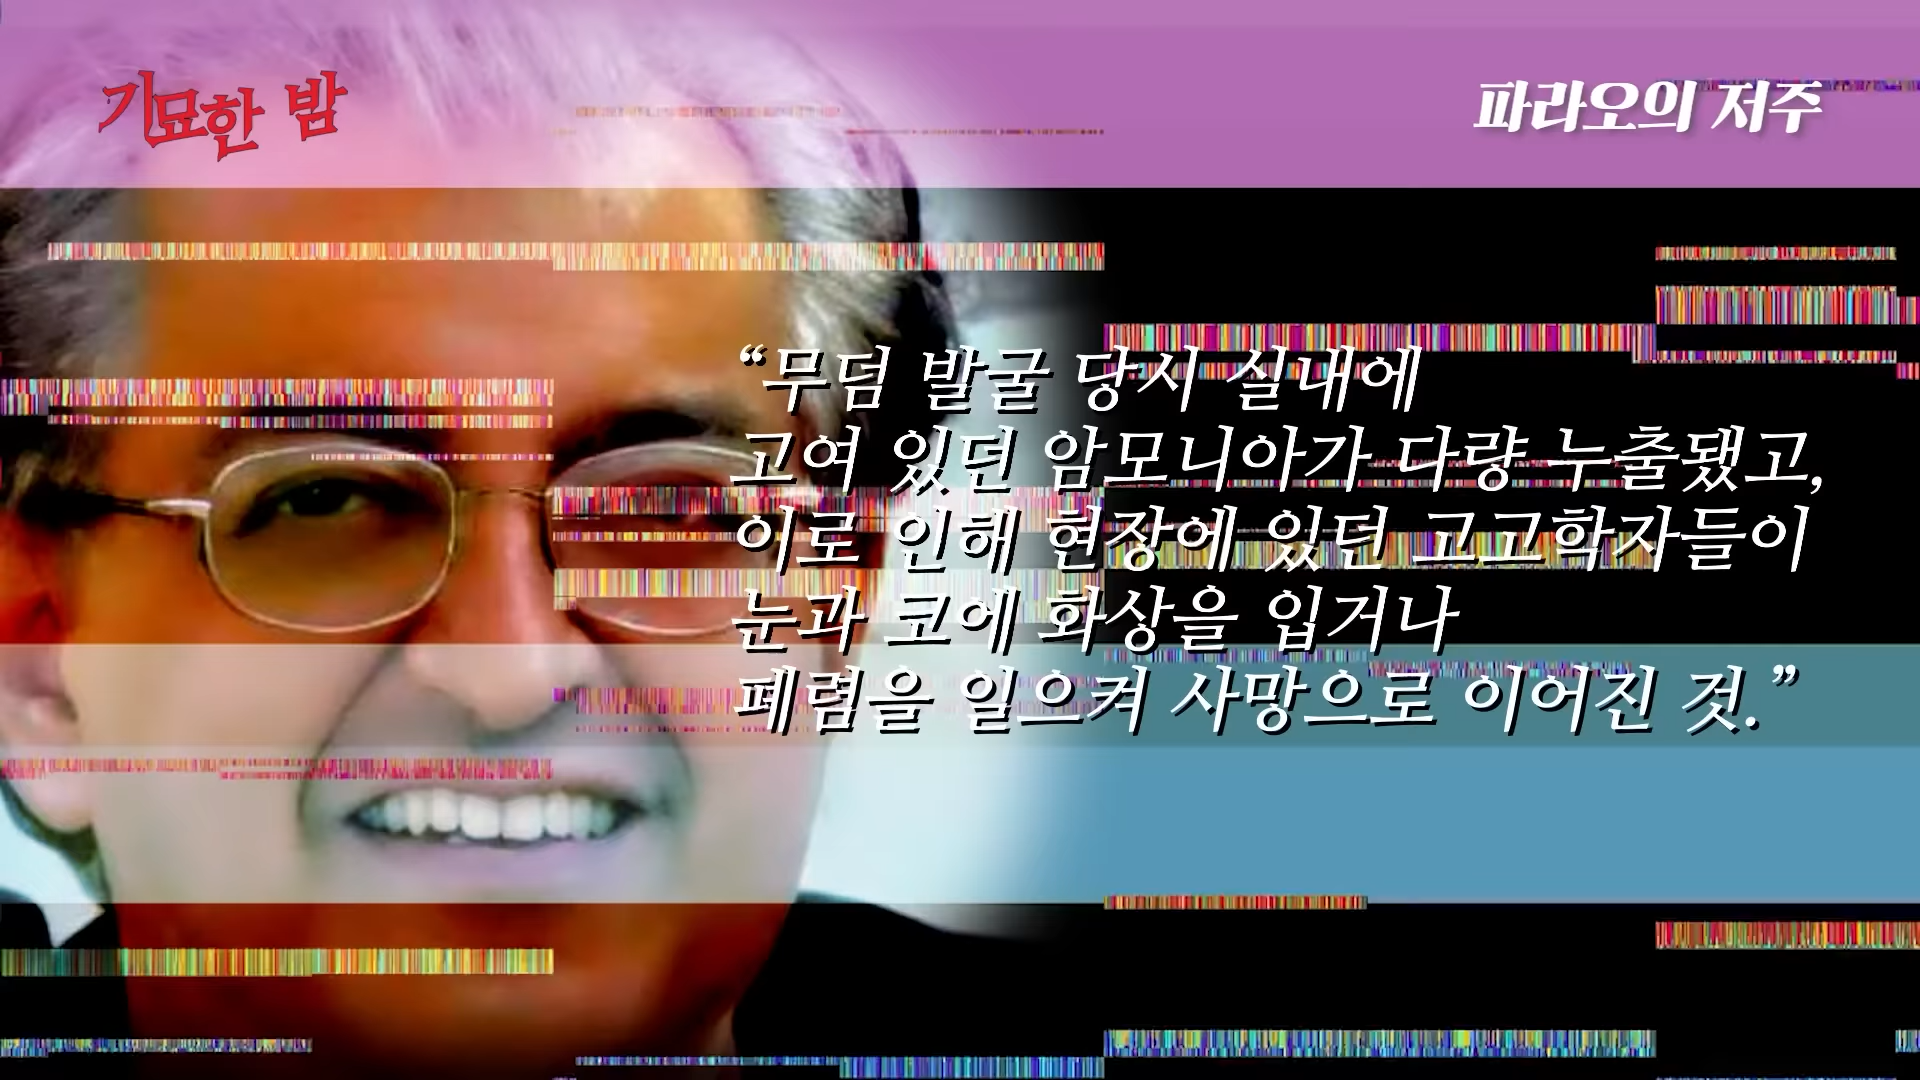 기묘한 밤
파라오의 저주
“무덤 발굴 당시 실내에
고여 있던 암모니아가 다량 누출됐고,
이로 인해 현장에 있던 고고학자들이
눈과 코에 화상을 입거나
폐렴을 일으켜 사망으로 이어진 것.”